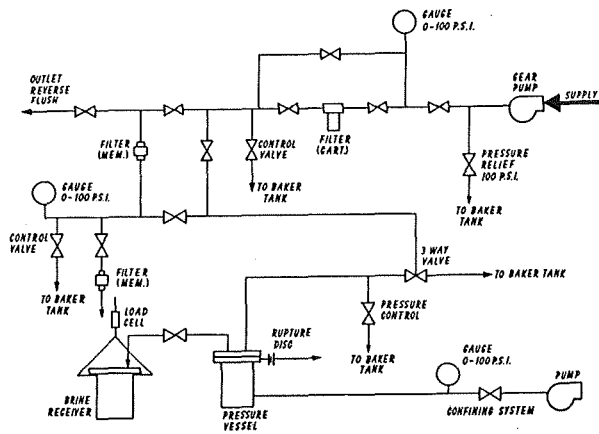 GAUGE
0-100 P.S.I.
OUTLET
REVERSE
FLUSH
GEAR
PUMP
SUPPLY
FILTER
(MEM.)
CONTROL
VALVE
FILTER
(CART.)
PRESSURE
RELIEF
100 P.S.I.
TO BAKER
TANK
TO BAKER
TANK
GAUGE
0-100 P.S.I.
CONTROL
VALVE
3 WAY
VALVE
FILTER
(MEM.)
TO BAKER TANK
TO BAKER
TANK
LOAD
CELL
PRESSURE
CONTROL
RUPTURE
DISC
TO BAKER
TANK
GAUGE
0-100 P.S.I.
PUMP
BRINE
RECEIVER
PRESSURE
VESSEL
CONFINING SYSTEM